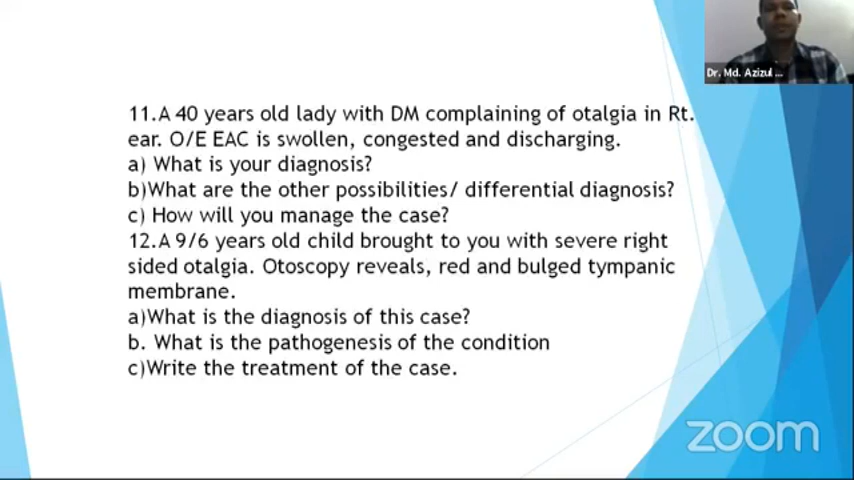 Dr. Md. Azizul ...
11.A 40 years old lady with DM complaining of otalgia in Rt.
ear. O/E EAC is swollen, congested and discharging.
a) What is your diagnosis?
b)What are the other possibilities/ differential diagnosis?
c) How will you manage the case?
12.A 9/6 years old child brought to you with severe right
sided otalgia. Otoscopy reveals, red and bulged tympanic
membrane.
a)What is the diagnosis of this case?
b. What is the pathogenesis of the condition
c)Write the treatment of the case.
zoom